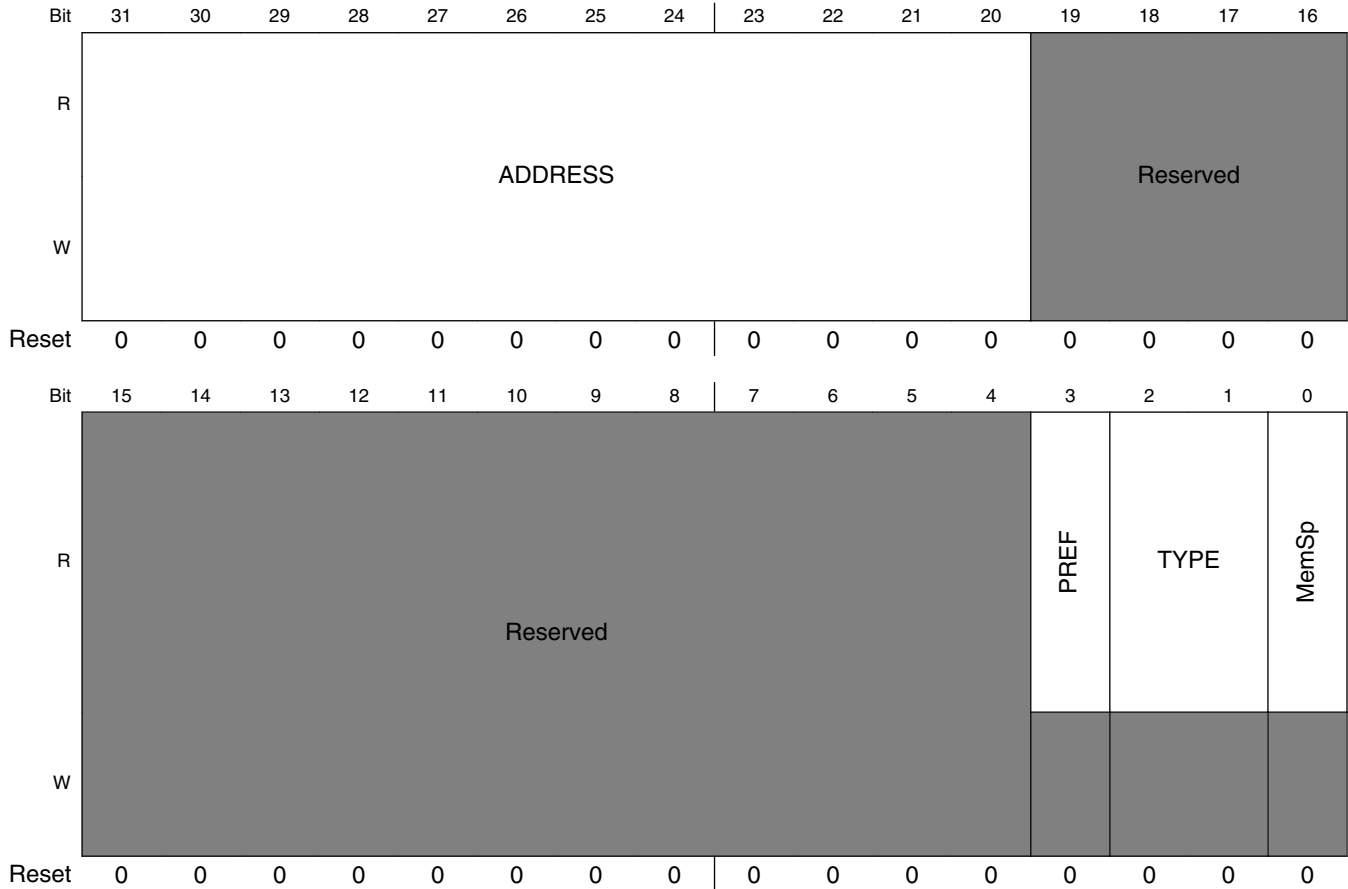 Bit 31 30 29 28 27 26 25 24 23 22 21 20 19 18 17 16
R
ADDRESS Reserved
W
Reset 0 0 0 0 0 0 0 0 0 0 0 0 0 0 0 0
Bit 15 14 13 12 11 10 9 8 7 6 5 4 3 2 1 0
R PREF TYPE MemSp
Reserved
W
Reset 0 0 0 0 0 0 0 0 0 0 0 0 0 0 0 0